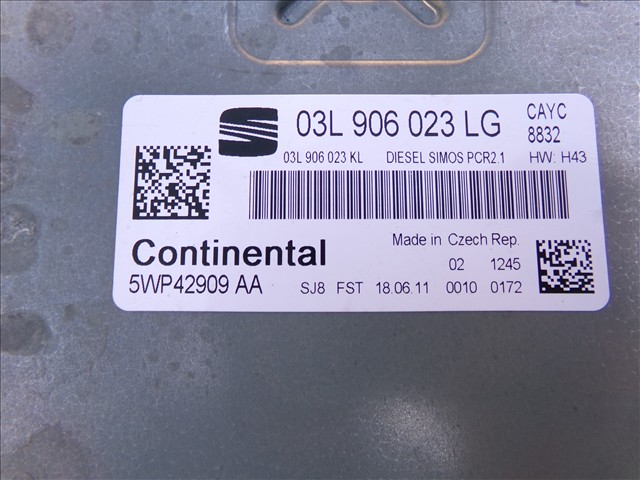 03L 906 023 LG CAYC
8832
03L 906 023 KL DIESEL SIMOS PCR2.1 HW: H43
Continental Made in Czech Rep.
02 1245
5WP42909 AA SJ8 FST 18.06.11 0010 0172